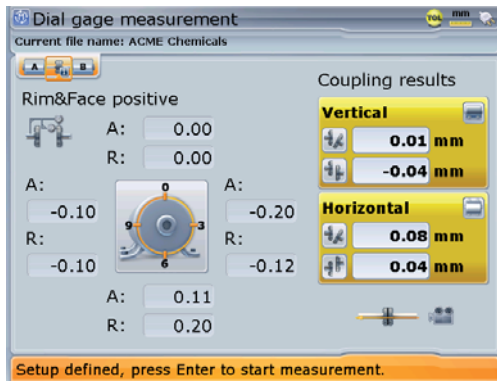 Dial gage measurement
TOL mm
Current file name: ACME Chemicals
A B
Coupling results
Rim&Face positive
A: 0.00
R: 0.00
Vertical
0.01 mm
-0.04 mm
A:
-0.10
R:
-0.10
0
9 3
6
A:
-0.20
R:
-0.12
Horizontal
0.08 mm
0.04 mm
A: 0.11
R: 0.20
Setup defined, press Enter to start measurement.